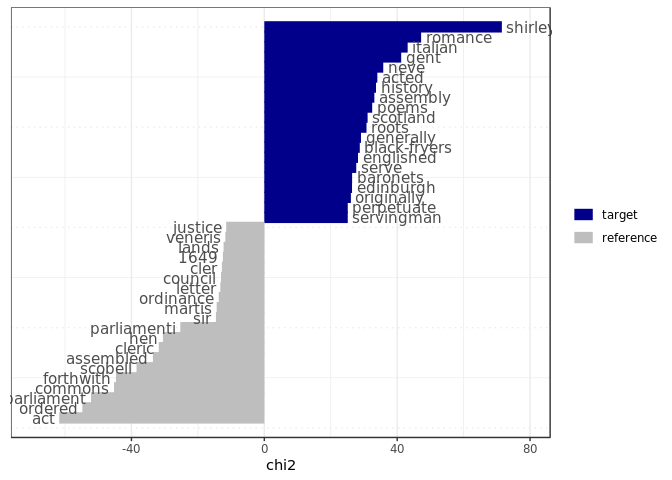 shirley
romance
italian
gent
neve
acted
history
assembly
poems
scotland
roots
generally
black-fryers
englished
serve
baronets
edinburgh
originally
perpetuate
servingman
justice
veneris
lands
1649
cler
council
letter
ordinance
martis
sir
parliamenti
hen
cleric
assembled
scobell
forthwith
commons
parliament
ordered
act
target
reference
-40 0 40 80
chi2